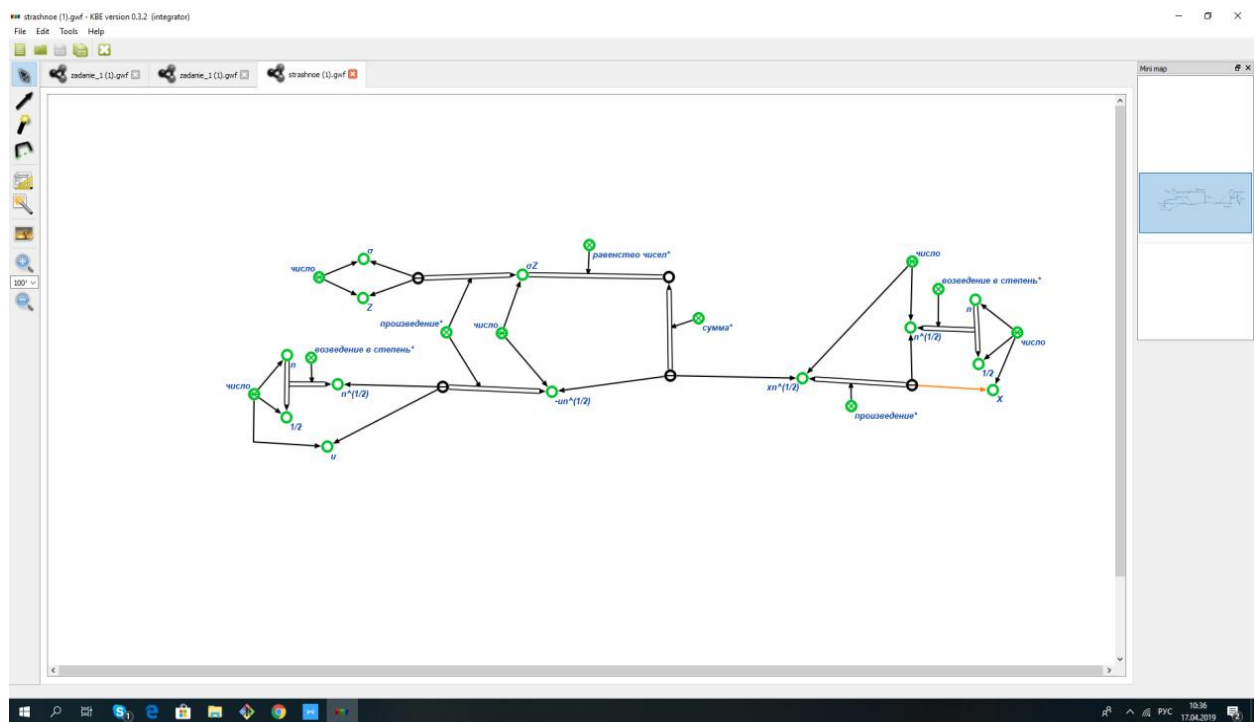 strashnoe (1).gwf - KBE version 0.3.2 (integrator)
File Edit Tools Help
zadanie_1 (1).gwf
zadanie_1 (1).gwf
strashnoe (1).gwf
Mini map
100%
σ
число
Z
σZ
равенство чисел*
произведение*
число
сумма*
число
возведение в степень*
n
n^(1/2)
число
1/2
X
xn^(1/2)
произведение*
возведение в степень*
n
число
n^(1/2)
1/2
u
-un^(1/2)
РУС
10:36
17.04.2019